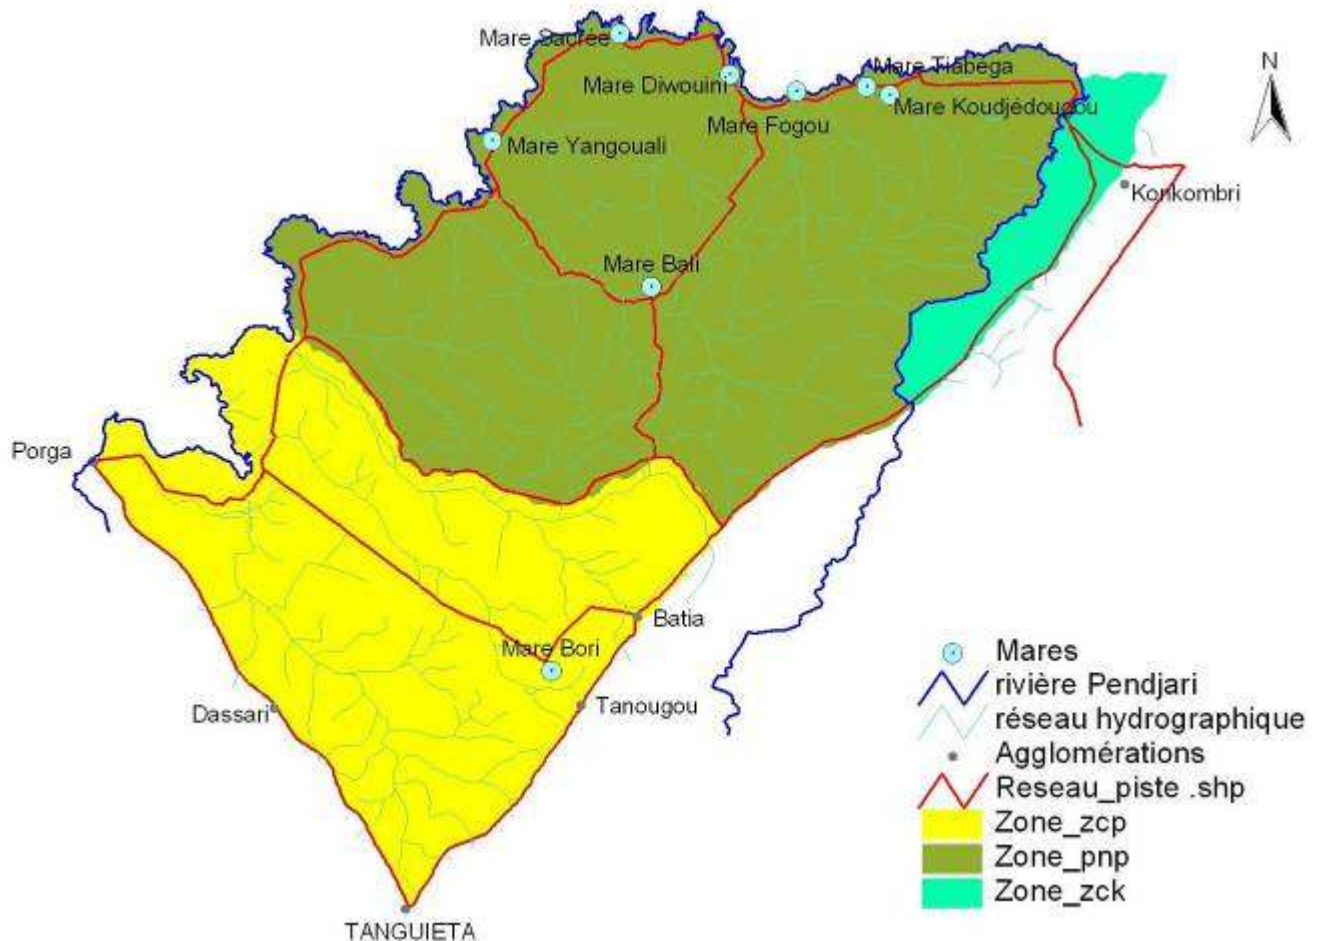 Mare Sacrée
N
Mare Tiabega
Mare Diwouini
Mare Koudjédougou
Mare Fogou
Mare Yangouali
Konkombri
Mare Bali
Porga
Batia
Mare Bori
Tanougou
Dassari
TANGUIETA
Mares
rivière Pendjari
réseau hydrographique
Agglomérations
Reseau_piste .shp
Zone_zcp
Zone_pnp
Zone_zck